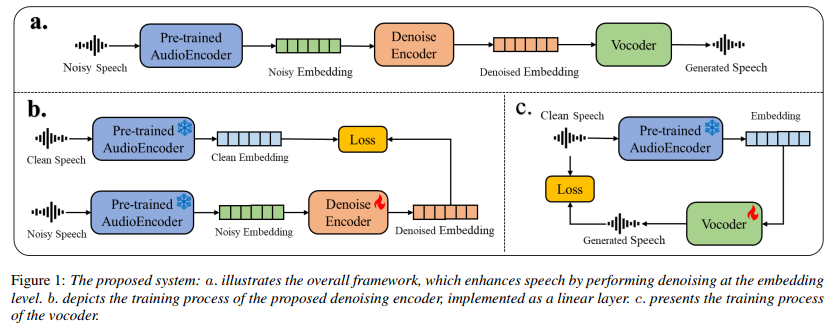 a.
Pre-trained
AudioEncoder
Denoise
Encoder
Vocoder
Noisy Speech
Noisy Embedding
Denoised Embedding
Generated Speech
b.
Pre-trained
AudioEncoder
Loss
Clean Speech
Clean Embedding
Pre-trained
AudioEncoder
Denoise
Encoder
Noisy Speech
Noisy Embedding
Denoised Embedding
c.
Clean Speech
Embedding
Pre-trained
AudioEncoder
Loss
Vocoder
Generated Speech
Figure 1: The proposed system: a. illustrates the overall framework, which enhances speech by performing denoising at the embedding
level. b. depicts the training process of the proposed denoising encoder, implemented as a linear layer. c. presents the training process
of the vocoder.